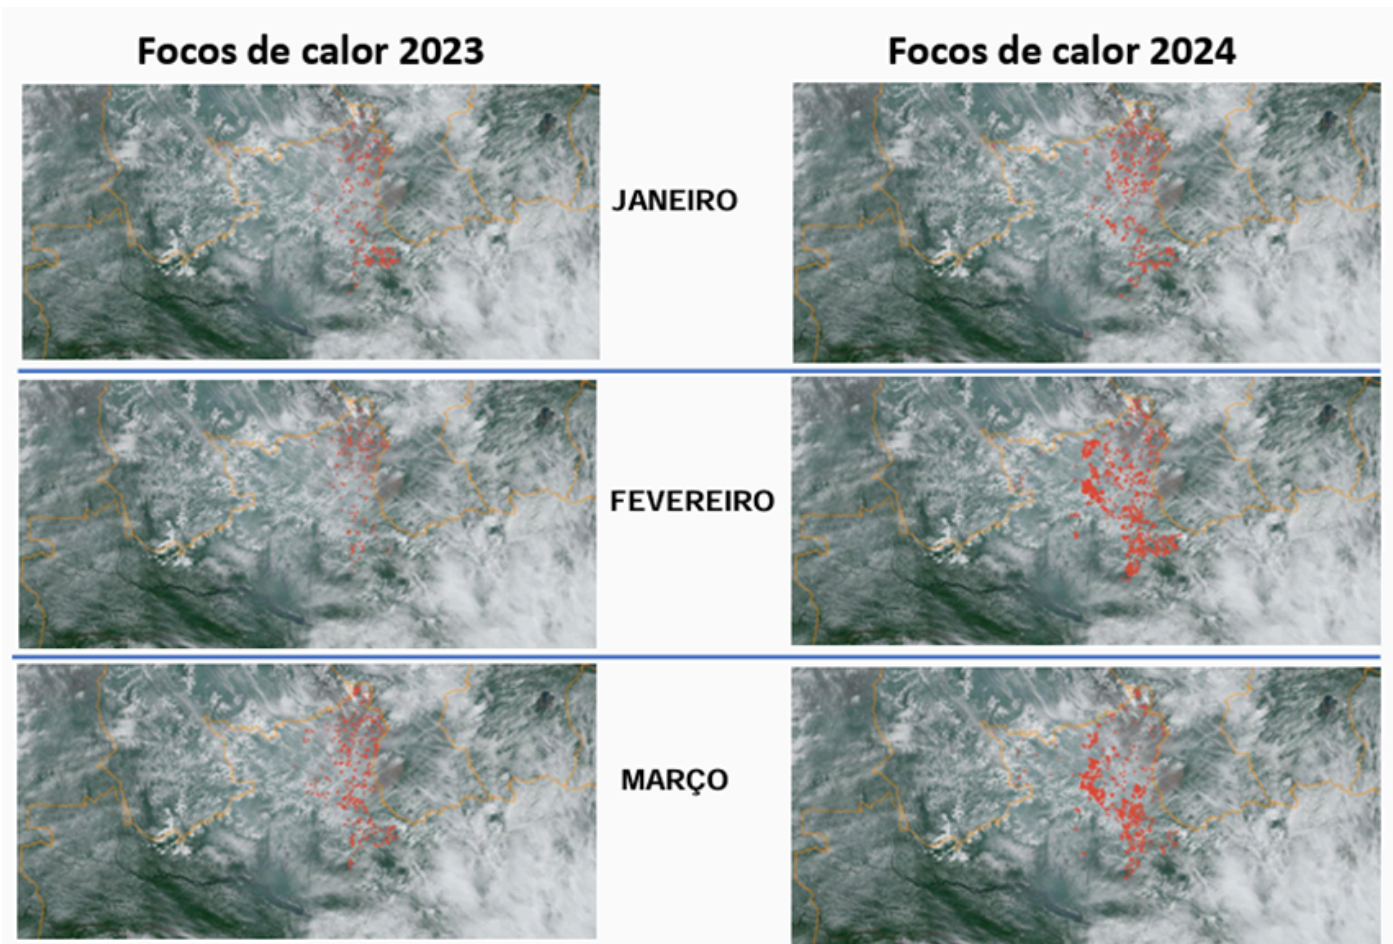 Focos de calor 2023
Focos de calor 2024
JANEIRO
FEVEREIRO
MARÇO